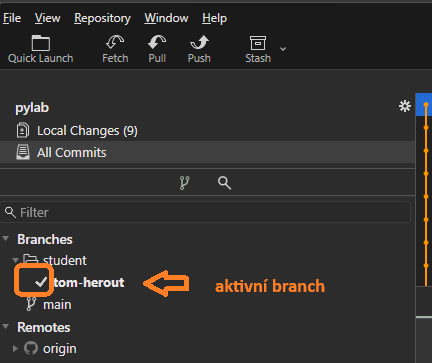 File View Repository Window Help
Quick Launch Fetch Pull Push Stash
pylab
Local Changes (9)
All Commits
Filter
Branches
student
tom-herout
aktivní branch
main
Remotes
origin